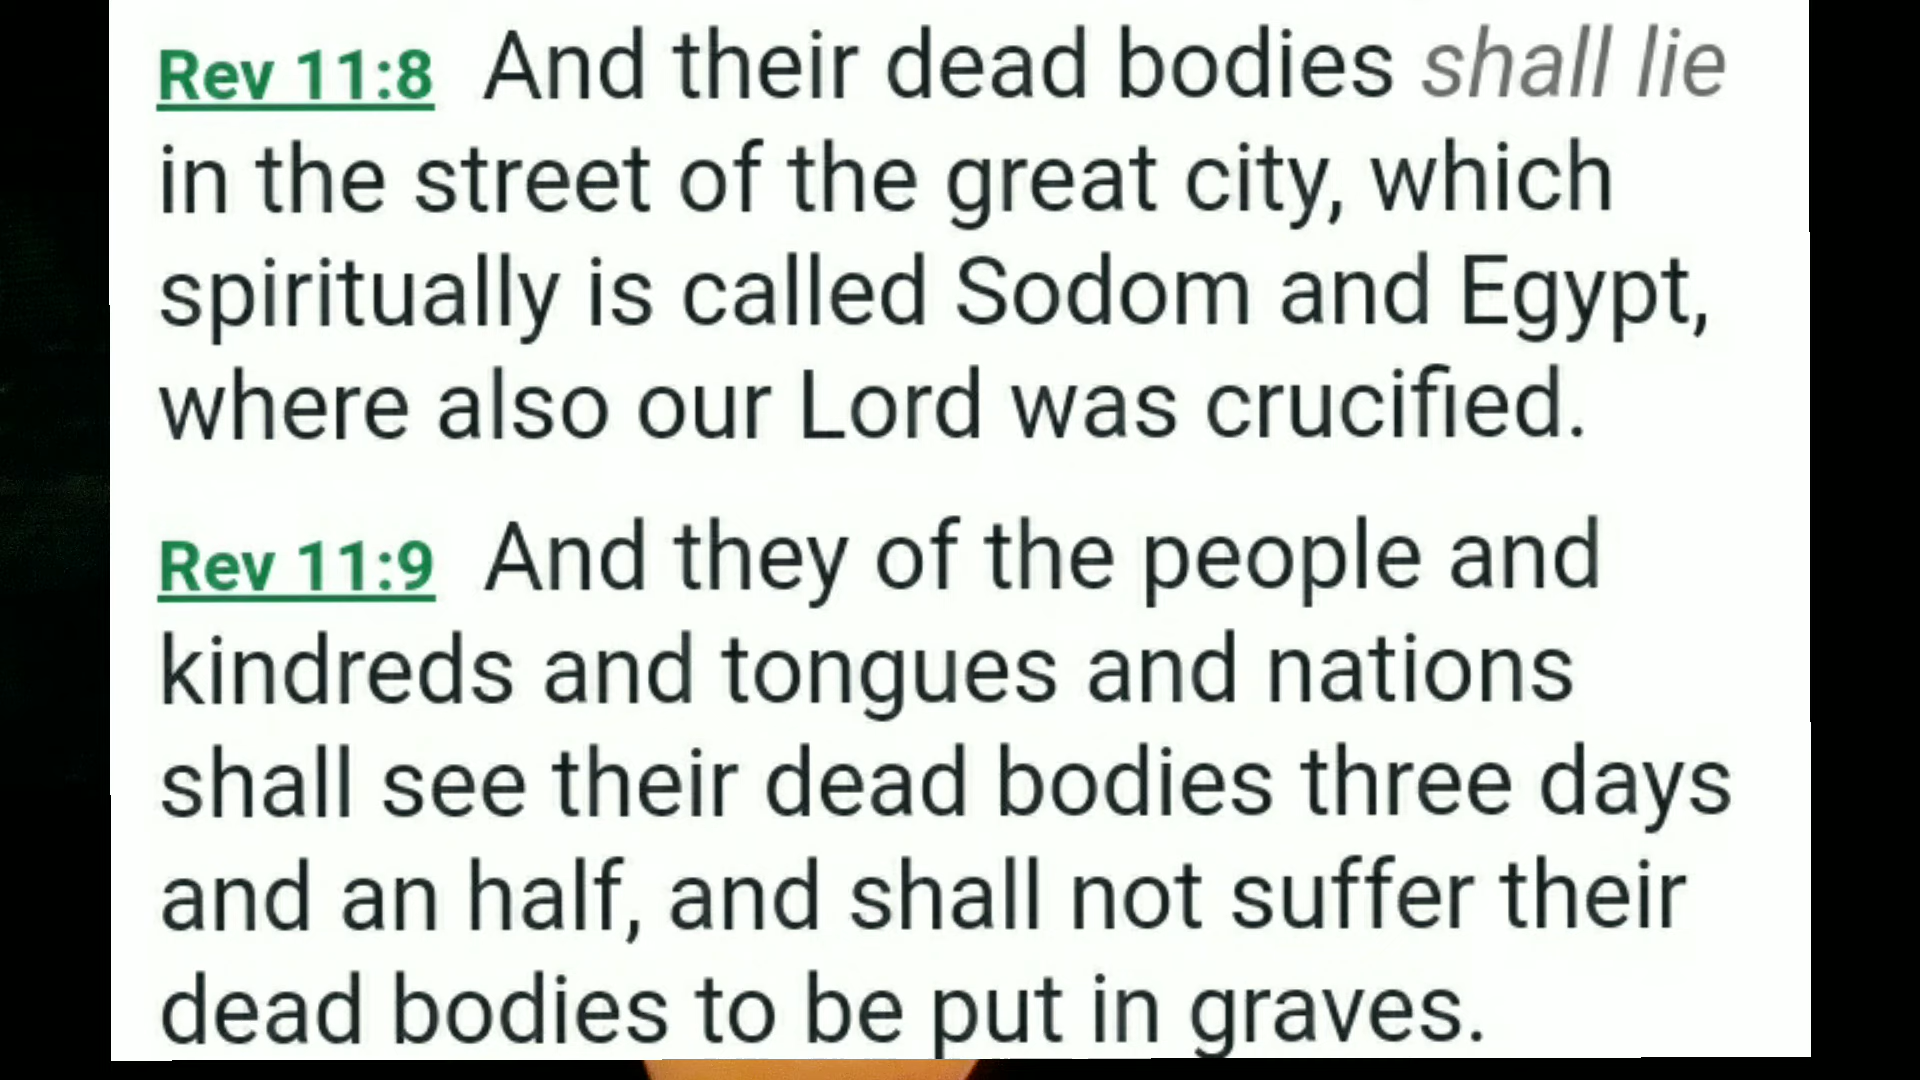 Rev 11:8 And their dead bodies shall lie
in the street of the great city, which
spiritually is called Sodom and Egypt,
where also our Lord was crucified.
Rev 11:9 And they of the people and
kindreds and tongues and nations
shall see their dead bodies three days
and an half, and shall not suffer their
dead bodies to be put in graves.